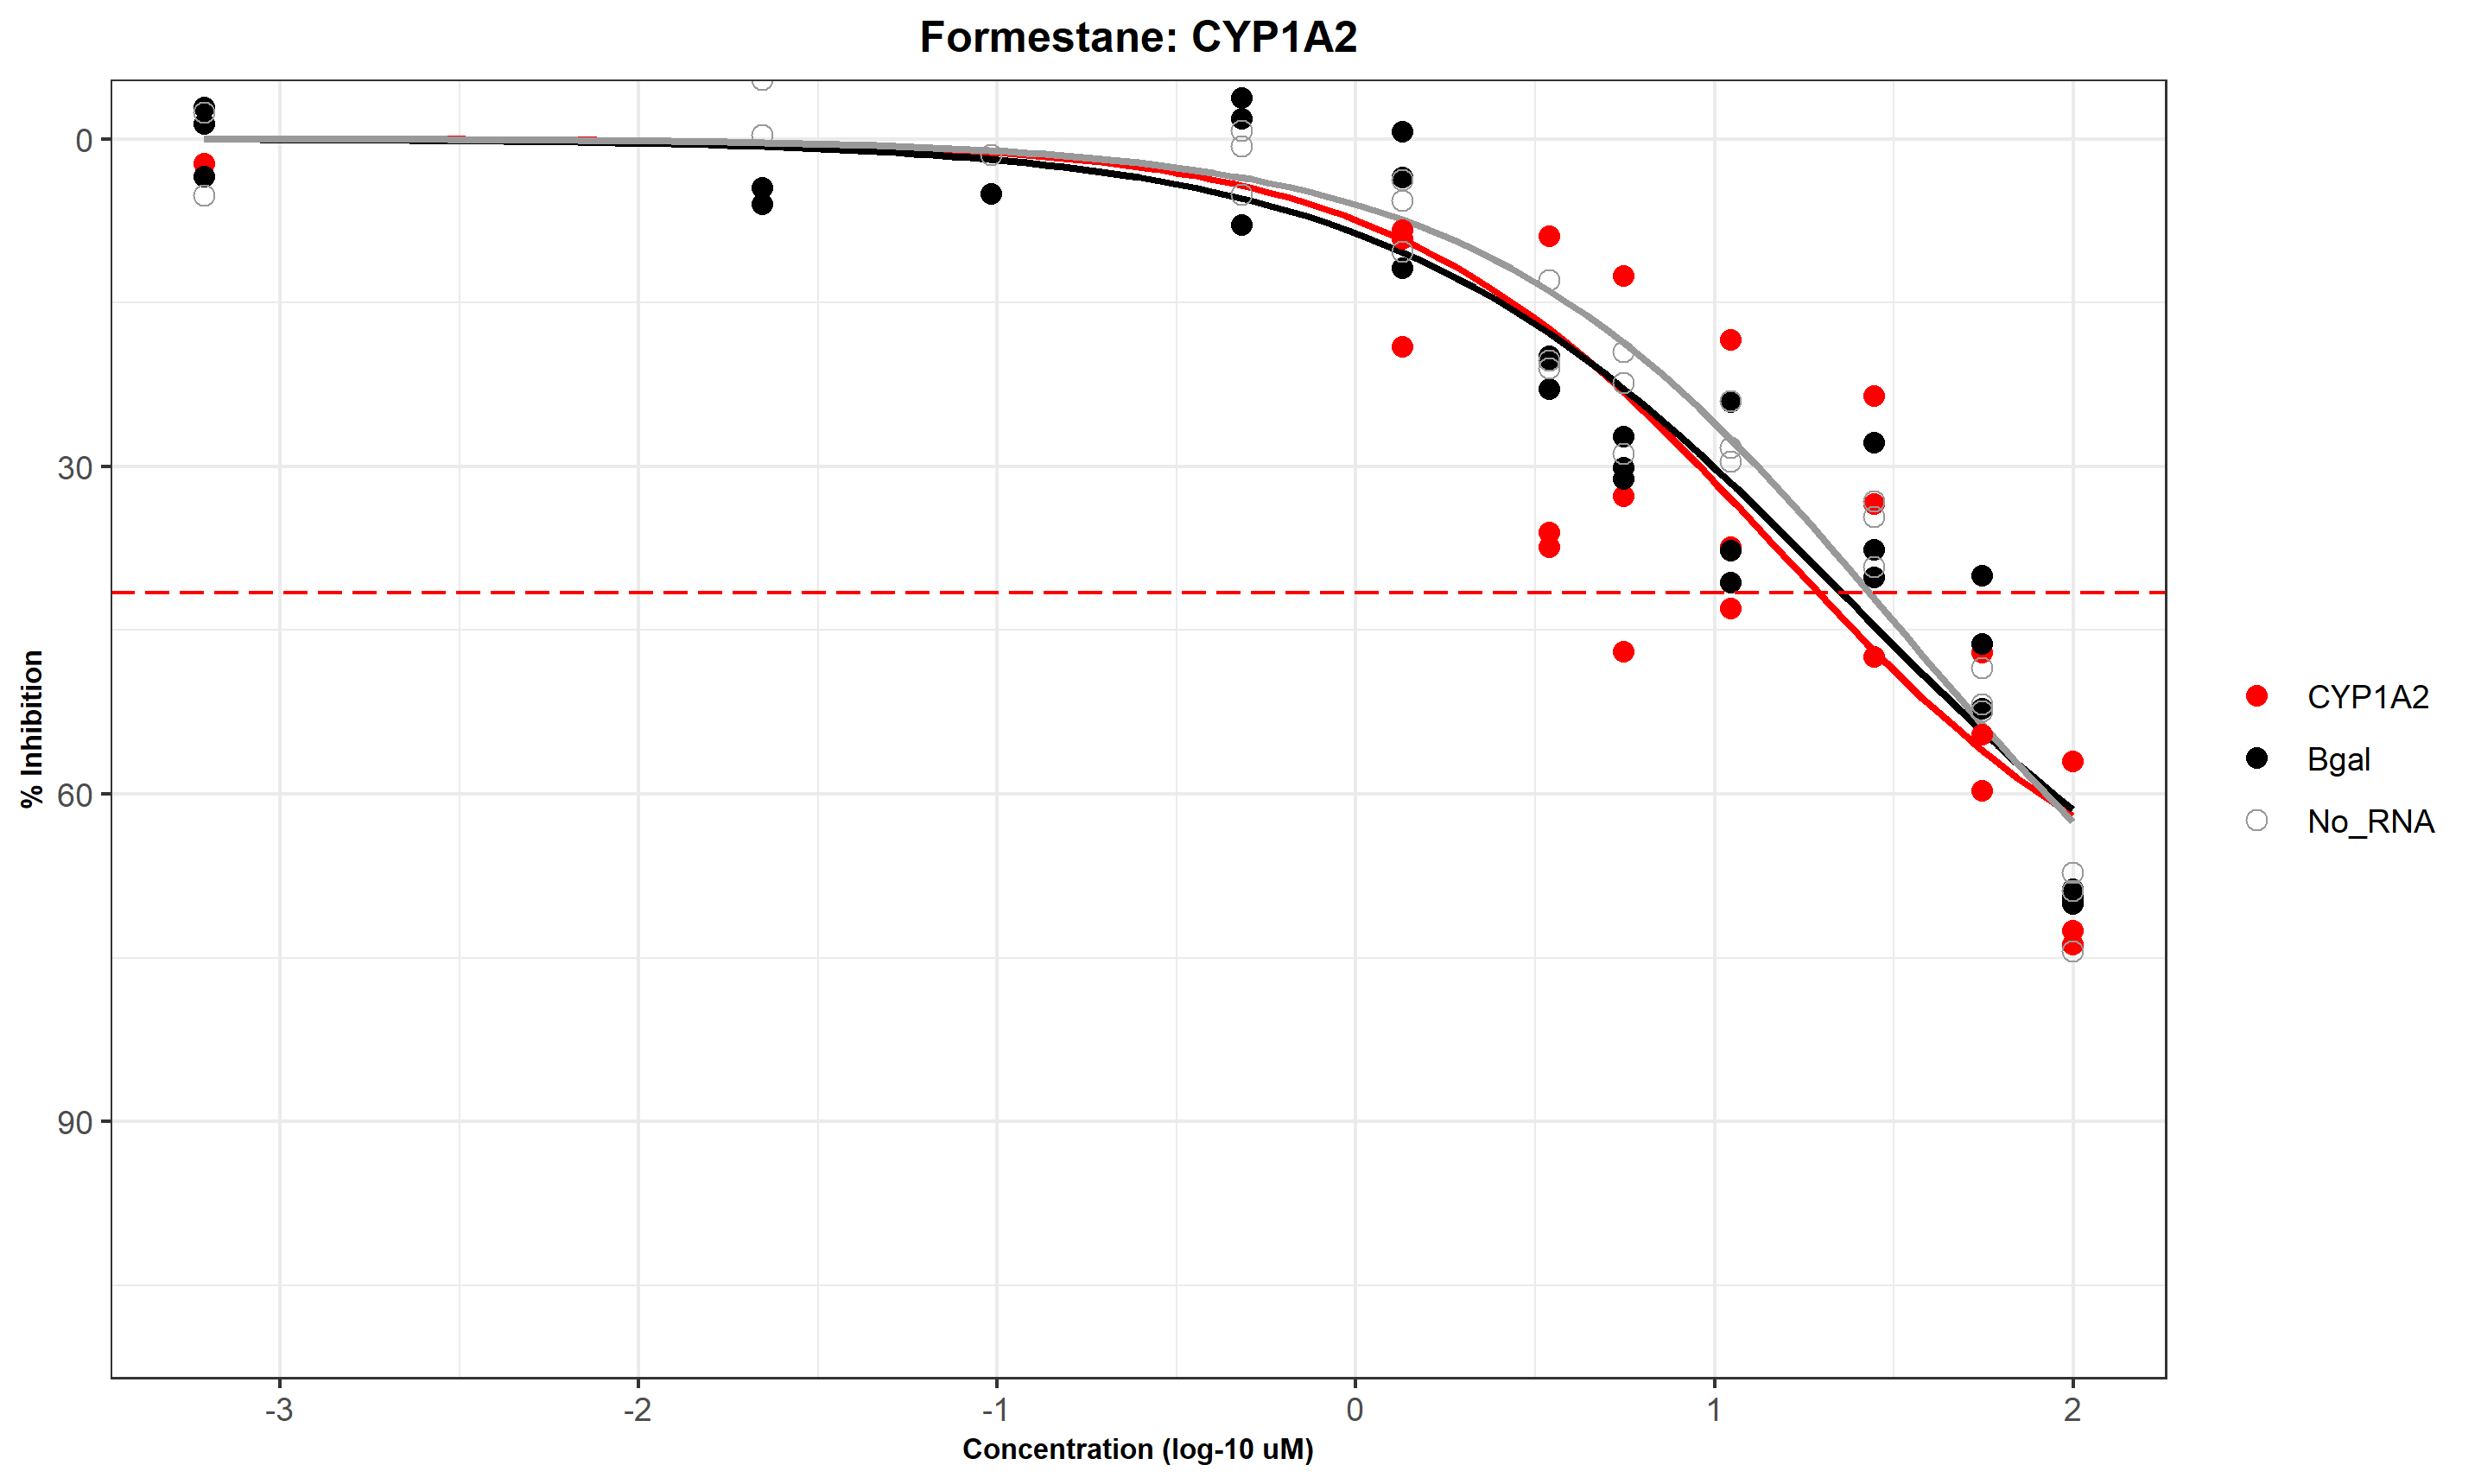 Formestane: CYP1A2
% Inhibition
0
30
60
90
-3
-2
-1
0
1
2
Concentration (log-10 uM)
CYP1A2
Bgal
No_RNA